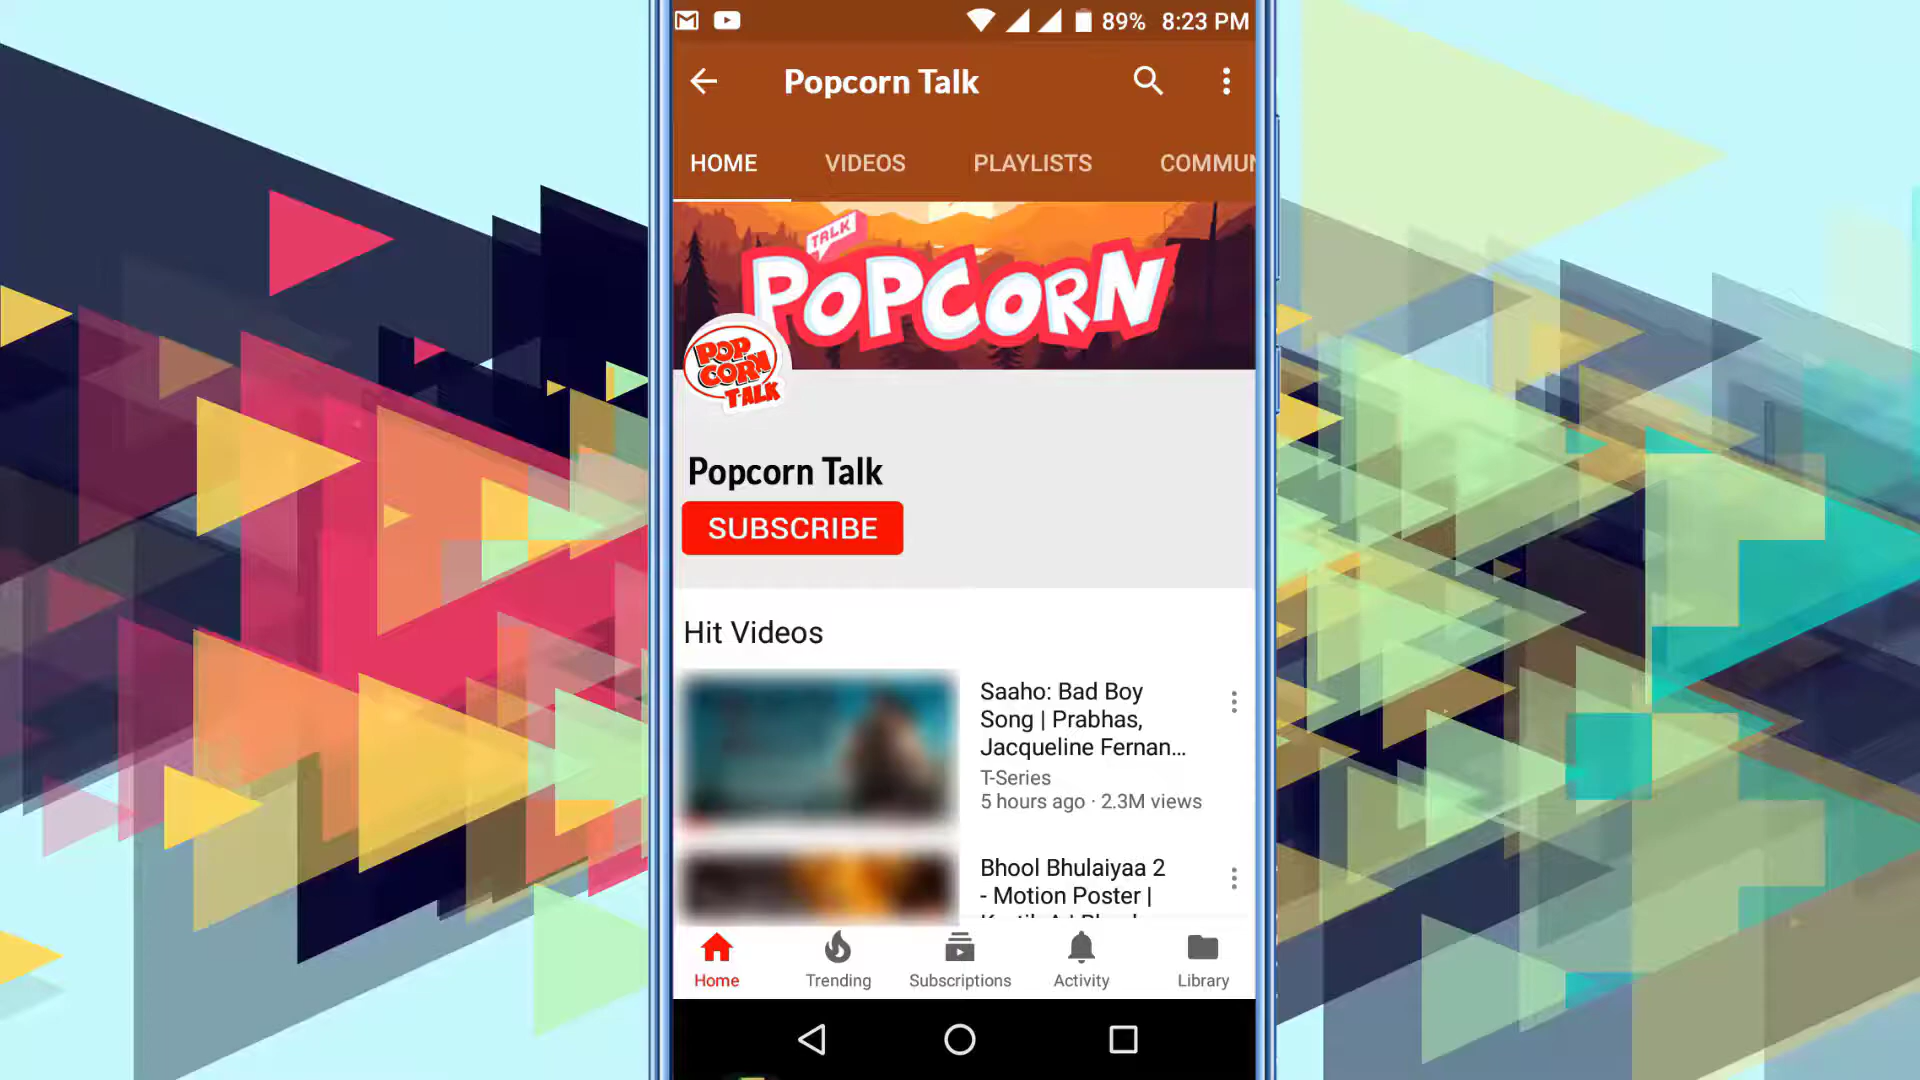 89% 8:23 PM
Popcorn Talk
HOME VIDEOS PLAYLISTS COMMUN
TALK
POPCORN
POP
CORN
TALK
Popcorn Talk
SUBSCRIBE
Hit Videos
Saaho: Bad Boy
Song | Prabhas,
Jacqueline Fernan...
T-Series
5 hours ago · 2.3M views
Bhool Bhulaiyaa 2
- Motion Poster |
Home Trending Subscriptions Activity Library